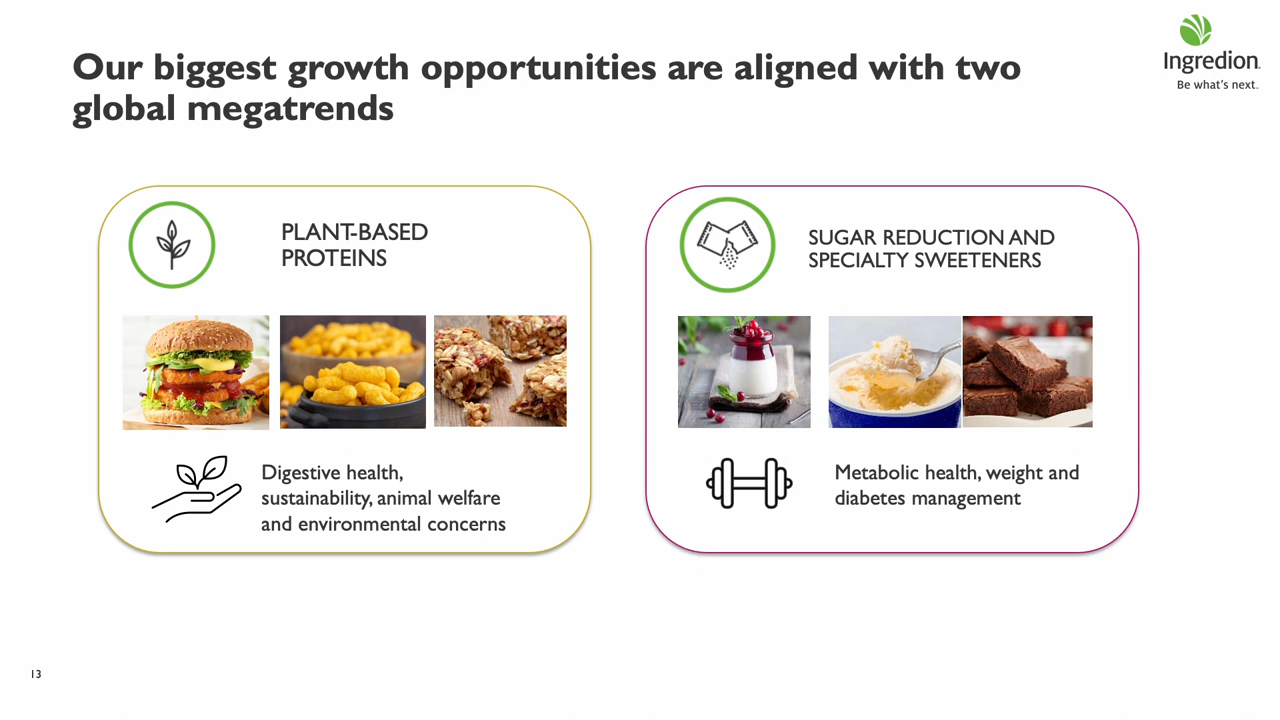 Our biggest growth opportunities are aligned with two
global megatrends
Ingredion
Be what's next.
PLANT-BASED
PROTEINS
Digestive health,
sustainability, animal welfare
and environmental concerns
SUGAR REDUCTION AND
SPECIALTY SWEETENERS
Metabolic health, weight and
diabetes management
13